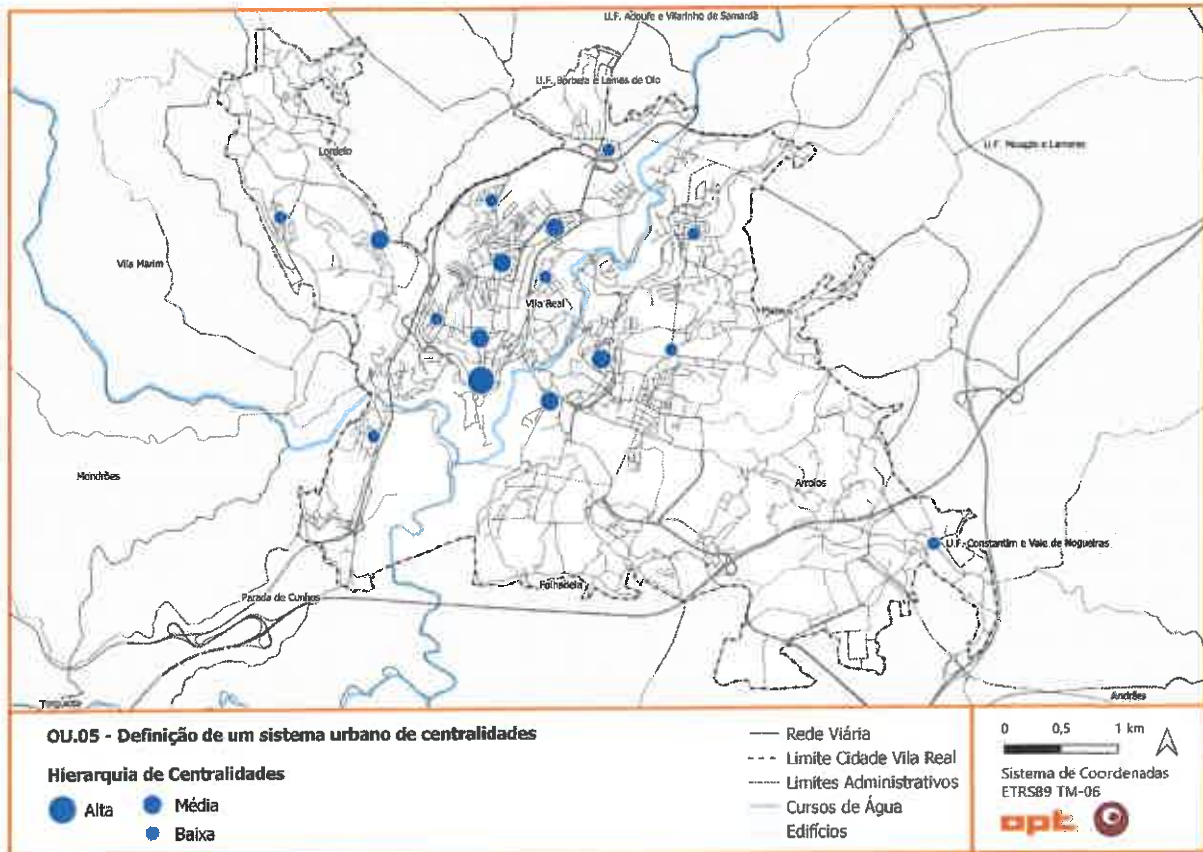 U.F. Adoufe e Vilarinho de Samardã
U.F. Borbela e Lamas de Olo
Lordelo
U.F. Mouçós e Lamares
Vila Marim
Vila Real
Mateus
Mondrões
Arroios
U.F. Constantim e Vale de Nogueiras
Folhadela
Parada de Cunhos
Torgueda
Andrães
OU.05 - Definição de um sistema urbano de centralidades
Hierarquia de Centralidades
Alta
Média
Baixa
Rede Viária
Limite Cidade Vila Real
Limites Administrativos
Cursos de Água
Edifícios
0 0,5 1 km
Sistema de Coordenadas
ETRS89 TM-06
opt